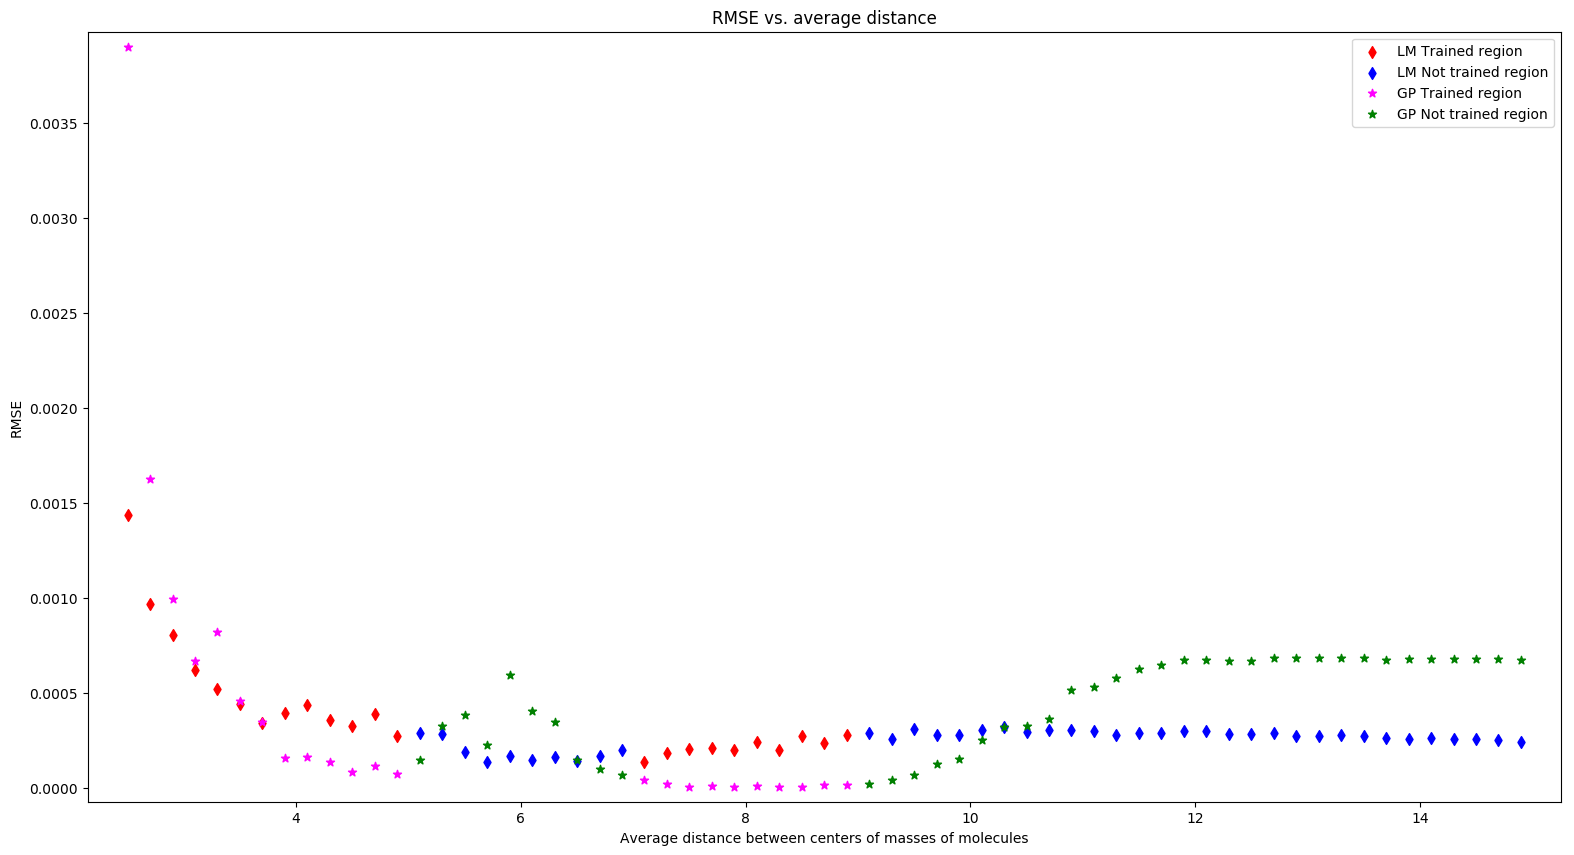 RMSE vs. average distance
LM Trained region
LM Not trained region
GP Trained region
GP Not trained region
0.0035
0.0030
0.0025
0.0020
0.0015
0.0010
0.0005
0.0000
RMSE
4
6
8
10
12
14
Average distance between centers of masses of molecules